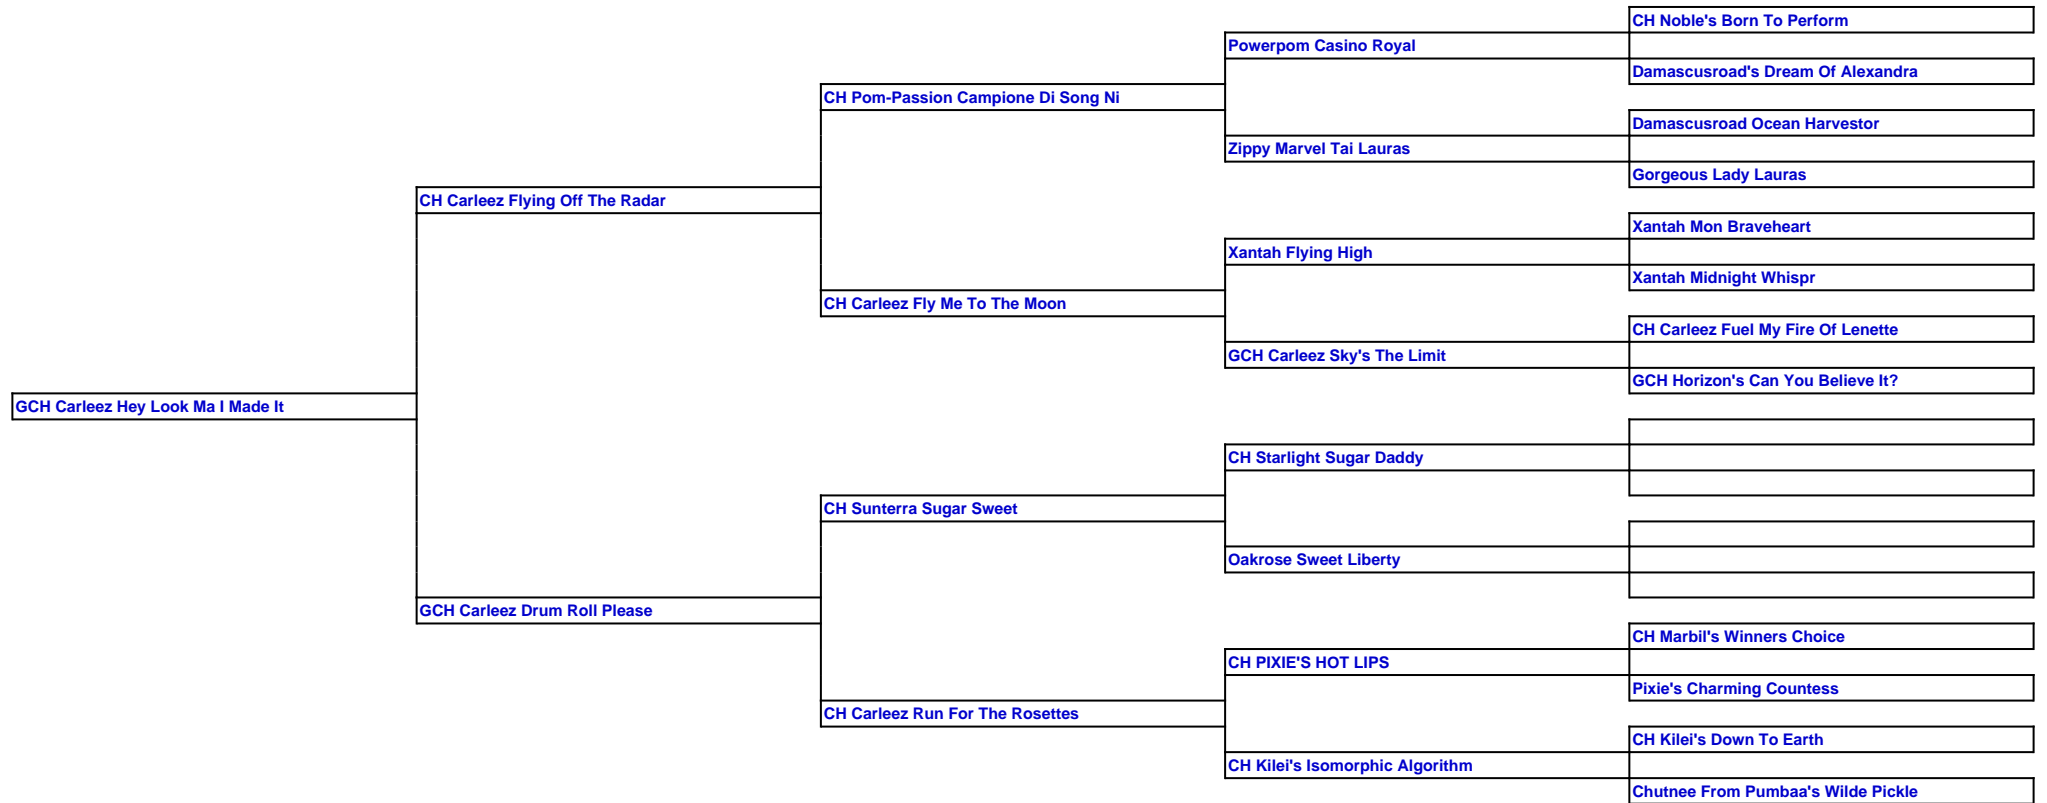 CH Noble's Born To Perform
Powerpom Casino Royal
Damascusroad's Dream Of Alexandra
CH Pom-Passion Campione Di Song Ni
Damascusroad Ocean Harvestor
Zippy Marvel Tai Lauras
Gorgeous Lady Lauras
CH Carleez Flying Off The Radar
Xantah Mon Braveheart
Xantah Flying High
Xantah Midnight Whispr
CH Carleez Fly Me To The Moon
CH Carleez Fuel My Fire Of Lenette
GCH Carleez Sky's The Limit
GCH Horizon's Can You Believe It?
GCH Carleez Hey Look Ma I Made It
CH Starlight Sugar Daddy
CH Sunterra Sugar Sweet
Oakrose Sweet Liberty
GCH Carleez Drum Roll Please
CH Marbil's Winners Choice
CH PIXIE'S HOT LIPS
Pixie's Charming Countess
CH Carleez Run For The Rosettes
CH Kilei's Down To Earth
CH Kilei's Isomorphic Algorithm
Chutnee From Pumbaa's Wilde Pickle